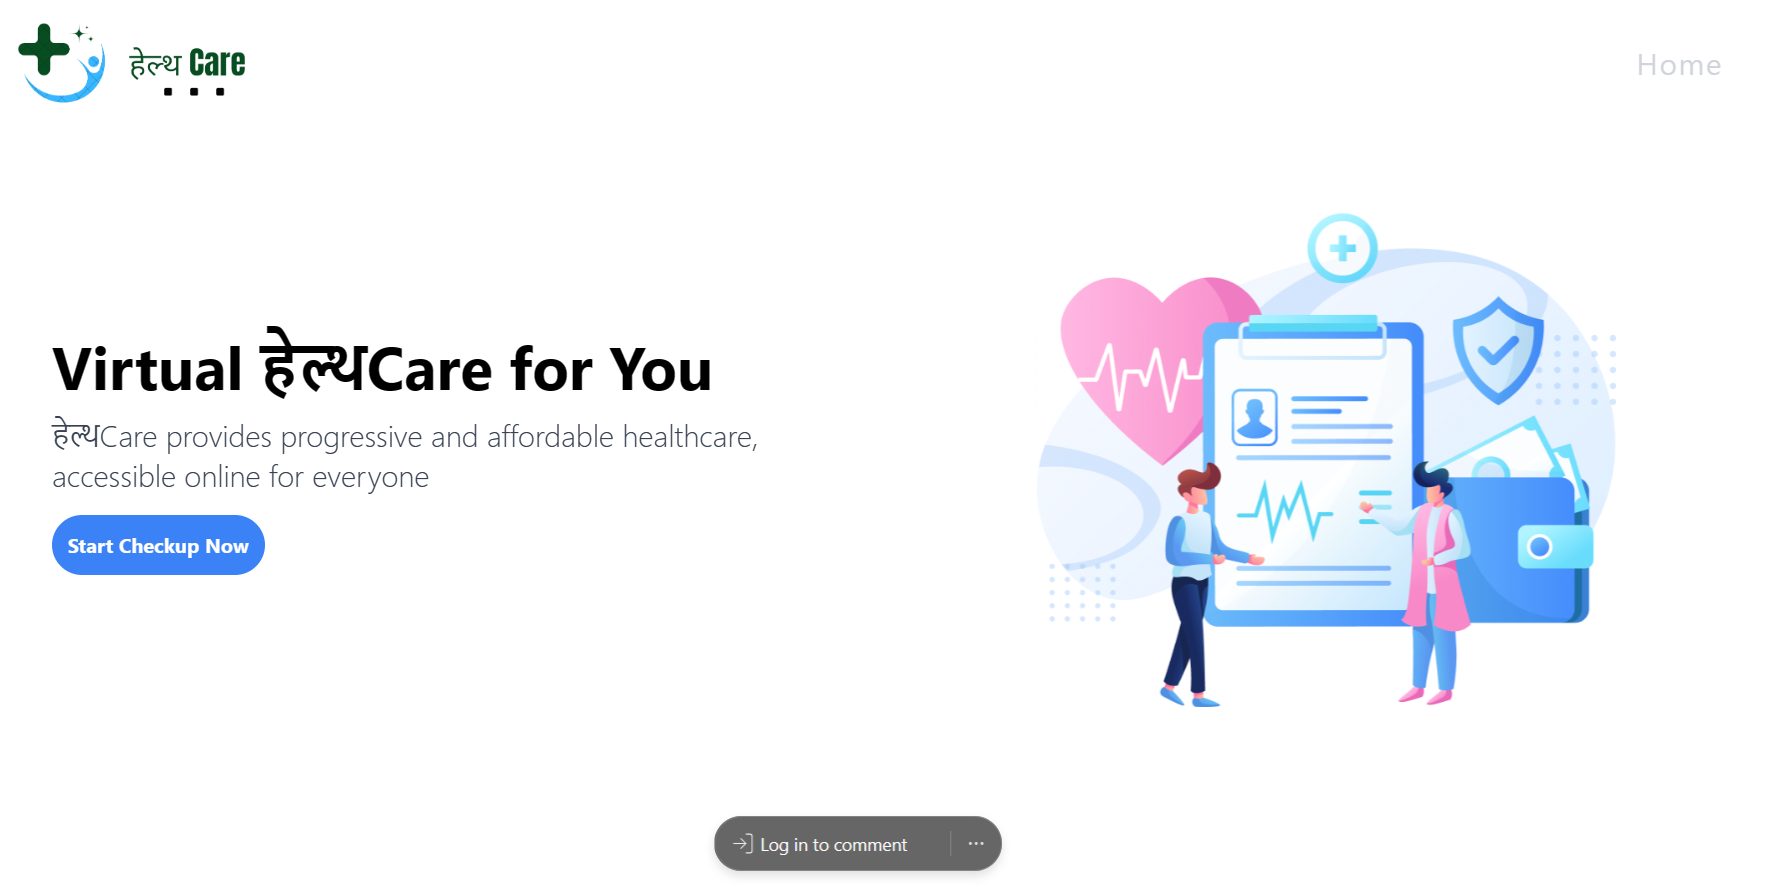 हेल्थ Care
Home
Virtual हेल्थCare for You
हेल्थCare provides progressive and affordable healthcare,
accessible online for everyone
Start Checkup Now
Log in to comment